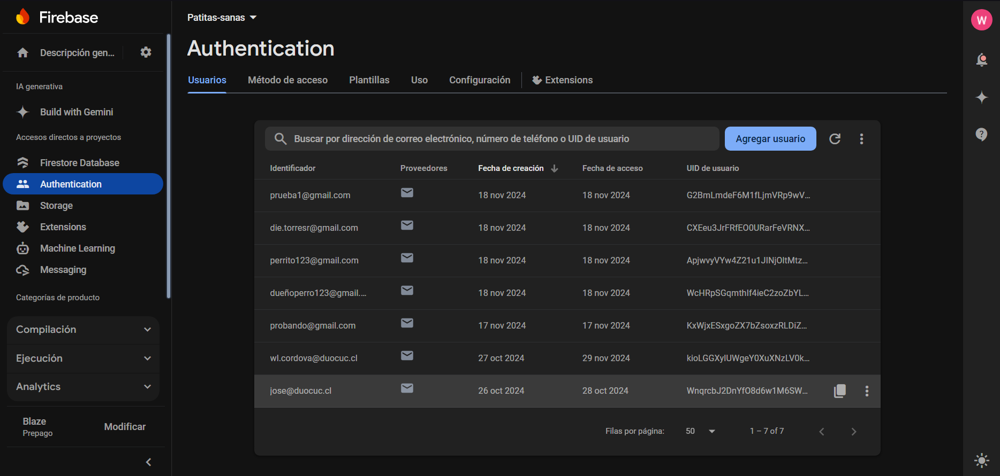 Firebase
Descripción gen...
IA generativa
Build with Gemini
Accesos directos a proyectos
Firestore Database
Authentication
Storage
Extensions
Machine Learning
Messaging
Categorías de producto
Compilación
Ejecución
Analytics
Blaze
Prepago
Modificar
Patitas-sanas
Authentication
Usuarios Método de acceso Plantillas Uso Configuración Extensions
Buscar por dirección de correo electrónico, número de teléfono o UID de usuario
Agregar usuario
Identificador Proveedores Fecha de creación Fecha de acceso UID de usuario
prueba1@gmail.com 18 nov 2024 18 nov 2024 G2BmLmdeF6M1fLjmVRp9wV...
die.torresr@gmail.com 18 nov 2024 18 nov 2024 CXEeu3JrFRfEO0URarFeVRNX...
perrito123@gmail.com 18 nov 2024 18 nov 2024 ApjwvyVYw4Z21u1JlNjOltMtz...
dueñoperro123@gmail.... 18 nov 2024 18 nov 2024 WcHRpSGqmthlf4ieC2zoZbYL...
probando@gmail.com 17 nov 2024 17 nov 2024 KxWjxESxgoZX7bZsoxzRLDiZ...
wl.cordova@duocuc.cl 27 oct 2024 29 nov 2024 kioLGGXylUWgeY0XuXNzLV0k...
jose@duocuc.cl 26 oct 2024 28 oct 2024 WnqrcbJ2DnYfO8d6w1M6SW...
Filas por página: 50 1 – 7 of 7
W